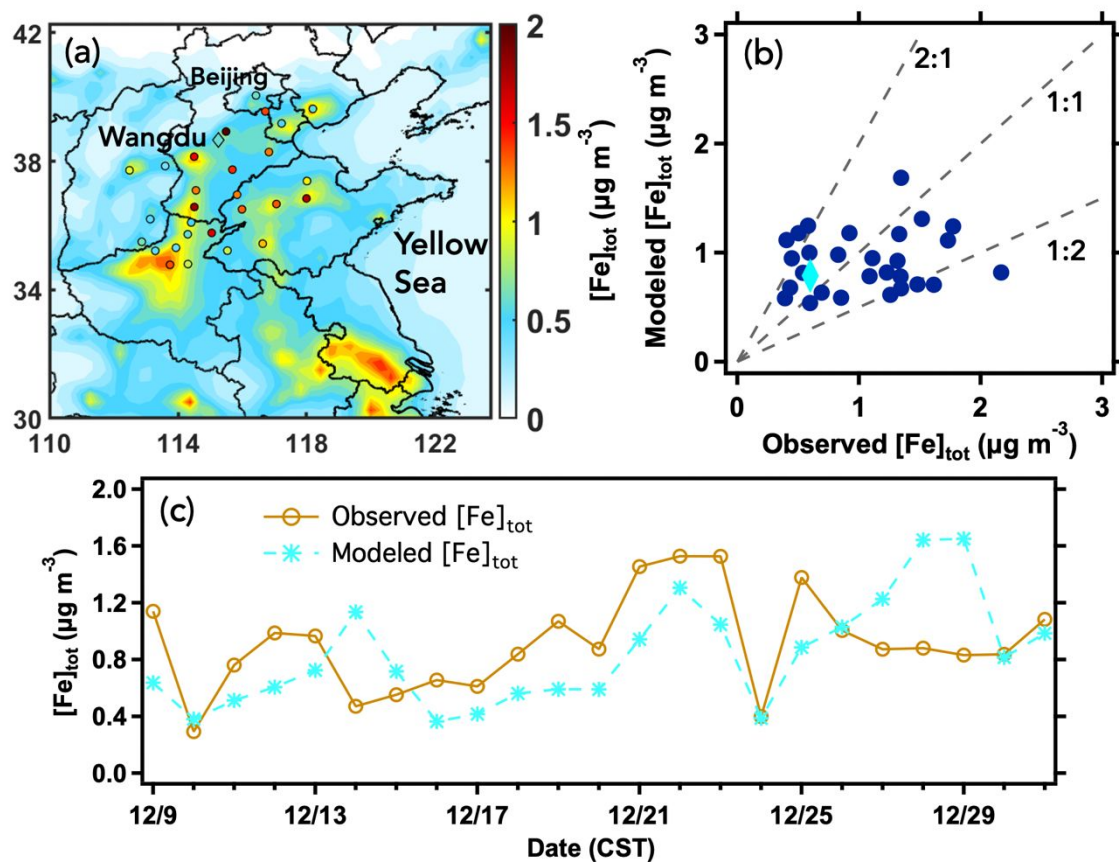 (a)
Beijing
Wangdu
Yellow
Sea
42
38
34
30
110
114
118
122
2
1.5
1
0.5
0
[Fe]tot (µg m⁻³)
(b)
2:1
1:1
1:2
3
2
1
0
Modeled [Fe]tot (µg m⁻³)
0
1
2
3
Observed [Fe]tot (µg m⁻³)
(c)
Observed [Fe]tot
Modeled [Fe]tot
2.0
1.6
1.2
0.8
0.4
0.0
[Fe]tot (µg m⁻³)
12/9
12/13
12/17
12/21
12/25
12/29
Date (CST)